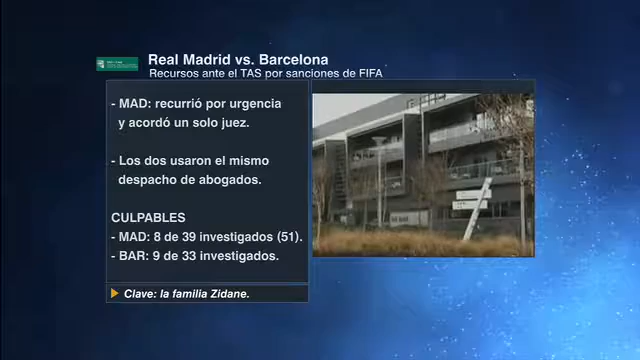 Real Madrid vs. Barcelona
Recursos ante el TAS por sanciones de FIFA
- MAD: recurrió por urgencia
y acordó un solo juez.
- Los dos usaron el mismo
despacho de abogados.
CULPABLES
- MAD: 8 de 39 investigados (51).
- BAR: 9 de 33 investigados.
Clave: la familia Zidane.